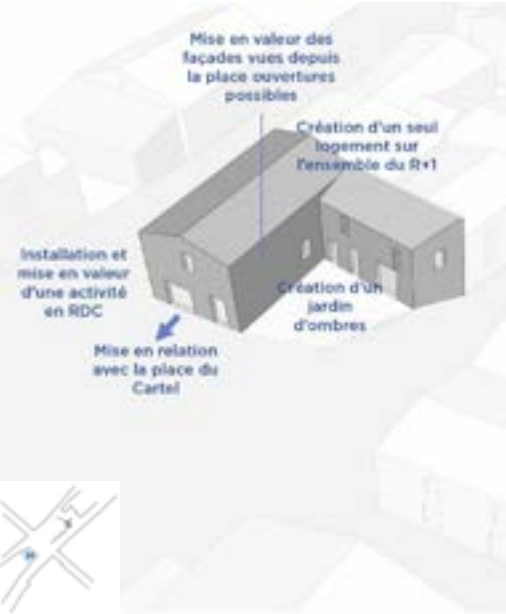 Mise en valeur des
façades vues depuis
la place ouvertures
possibles
Création d'un seul
logement sur
l'ensemble du R+1
Installation et
mise en valeur
d'une activité
en RDC
Création d'un
jardin
d'ombres
Mise en relation
avec la place du
Cartel